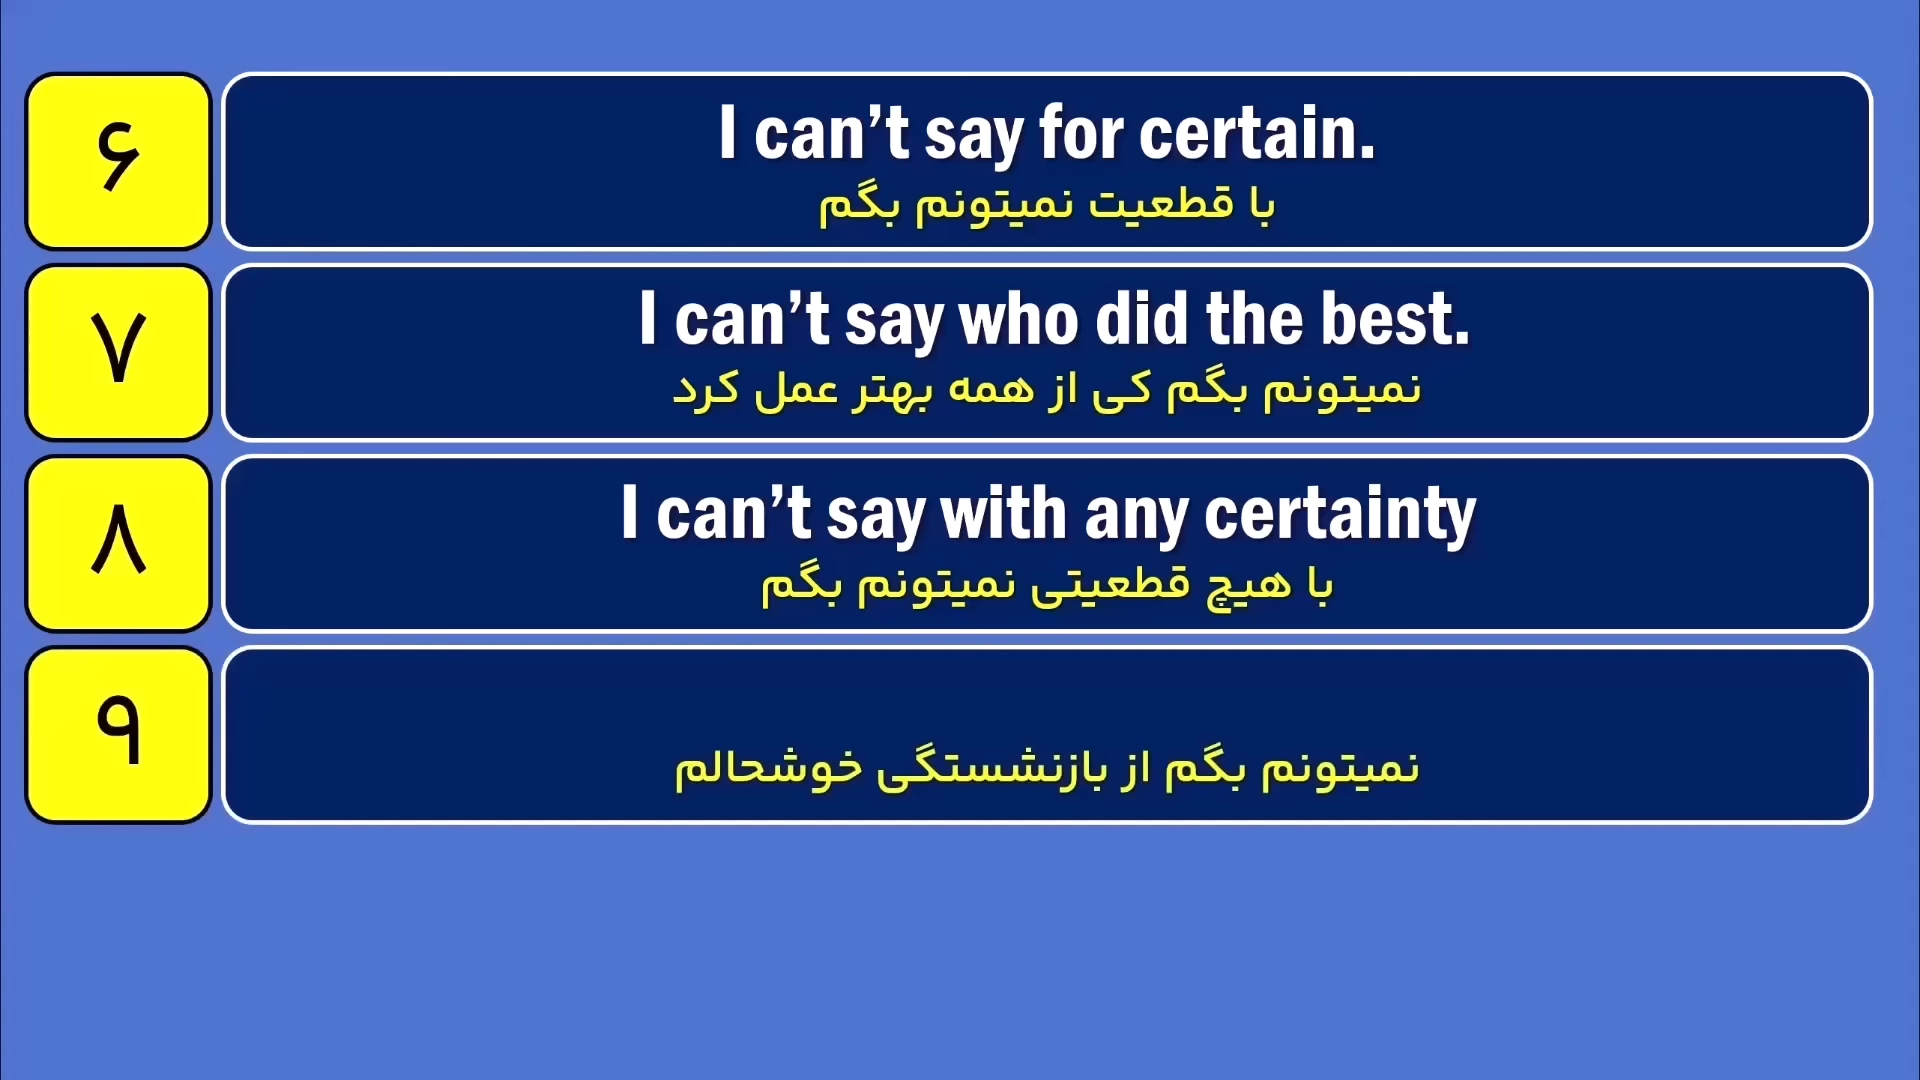 ۶
I can’t say for certain.
با قطعیت نمیتونم بگم
۷
I can’t say who did the best.
نمیتونم بگم کی از همه بهتر عمل کرد
۸
I can’t say with any certainty
با هیچ قطعیتی نمیتونم بگم
۹
نمیتونم بگم از بازنشستگی خوشحالم